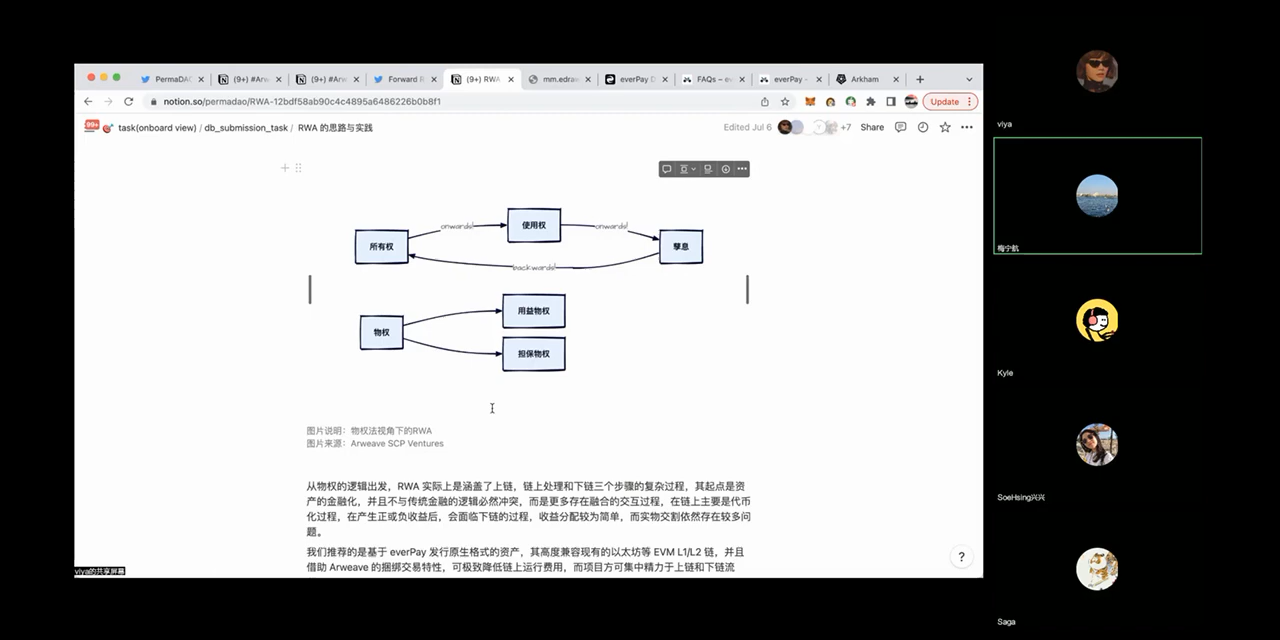 PermaDA
(9+) #Arw
(9+) #Arw
Forward R
(9+) RWA
mm.edraw
everPay D
FAQs – ev
everPay -
Arkham
notion.so/permadao/RWA-12bdf58ab90c4c4895a6486226b0b8f1
Update
99+
task(onboard view) / db_submission_task / RWA 的思路与实践
Edited Jul 6
+7
Share
所有权
onwards!
使用权
onwards!
孽息
backwards!
物权
用益物权
担保物权
图片说明：物权法视角下的RWA
图片来源：Arweave SCP Ventures
从物权的逻辑出发，RWA 实际上是涵盖了上链，链上处理和下链三个步骤的复杂过程，其起点是资
产的金融化，并且不与传统金融的逻辑必然冲突，而是更多存在融合的交互过程，在链上主要是代币
化过程，在产生正或负收益后，会面临下链的过程，收益分配较为简单，而实物交割依然存在较多问
题。
我们推荐的是基于 everPay 发行原生格式的资产，其高度兼容现有的以太坊等 EVM L1/L2 链，并且
借助 Arweave 的捆绑交易特性，可极致降低链上运行费用，而项目方可集中精力于上链和下链流
?
viya的共享屏幕
viya
梅宁航
Kyle
SoeHsing兴兴
Saga